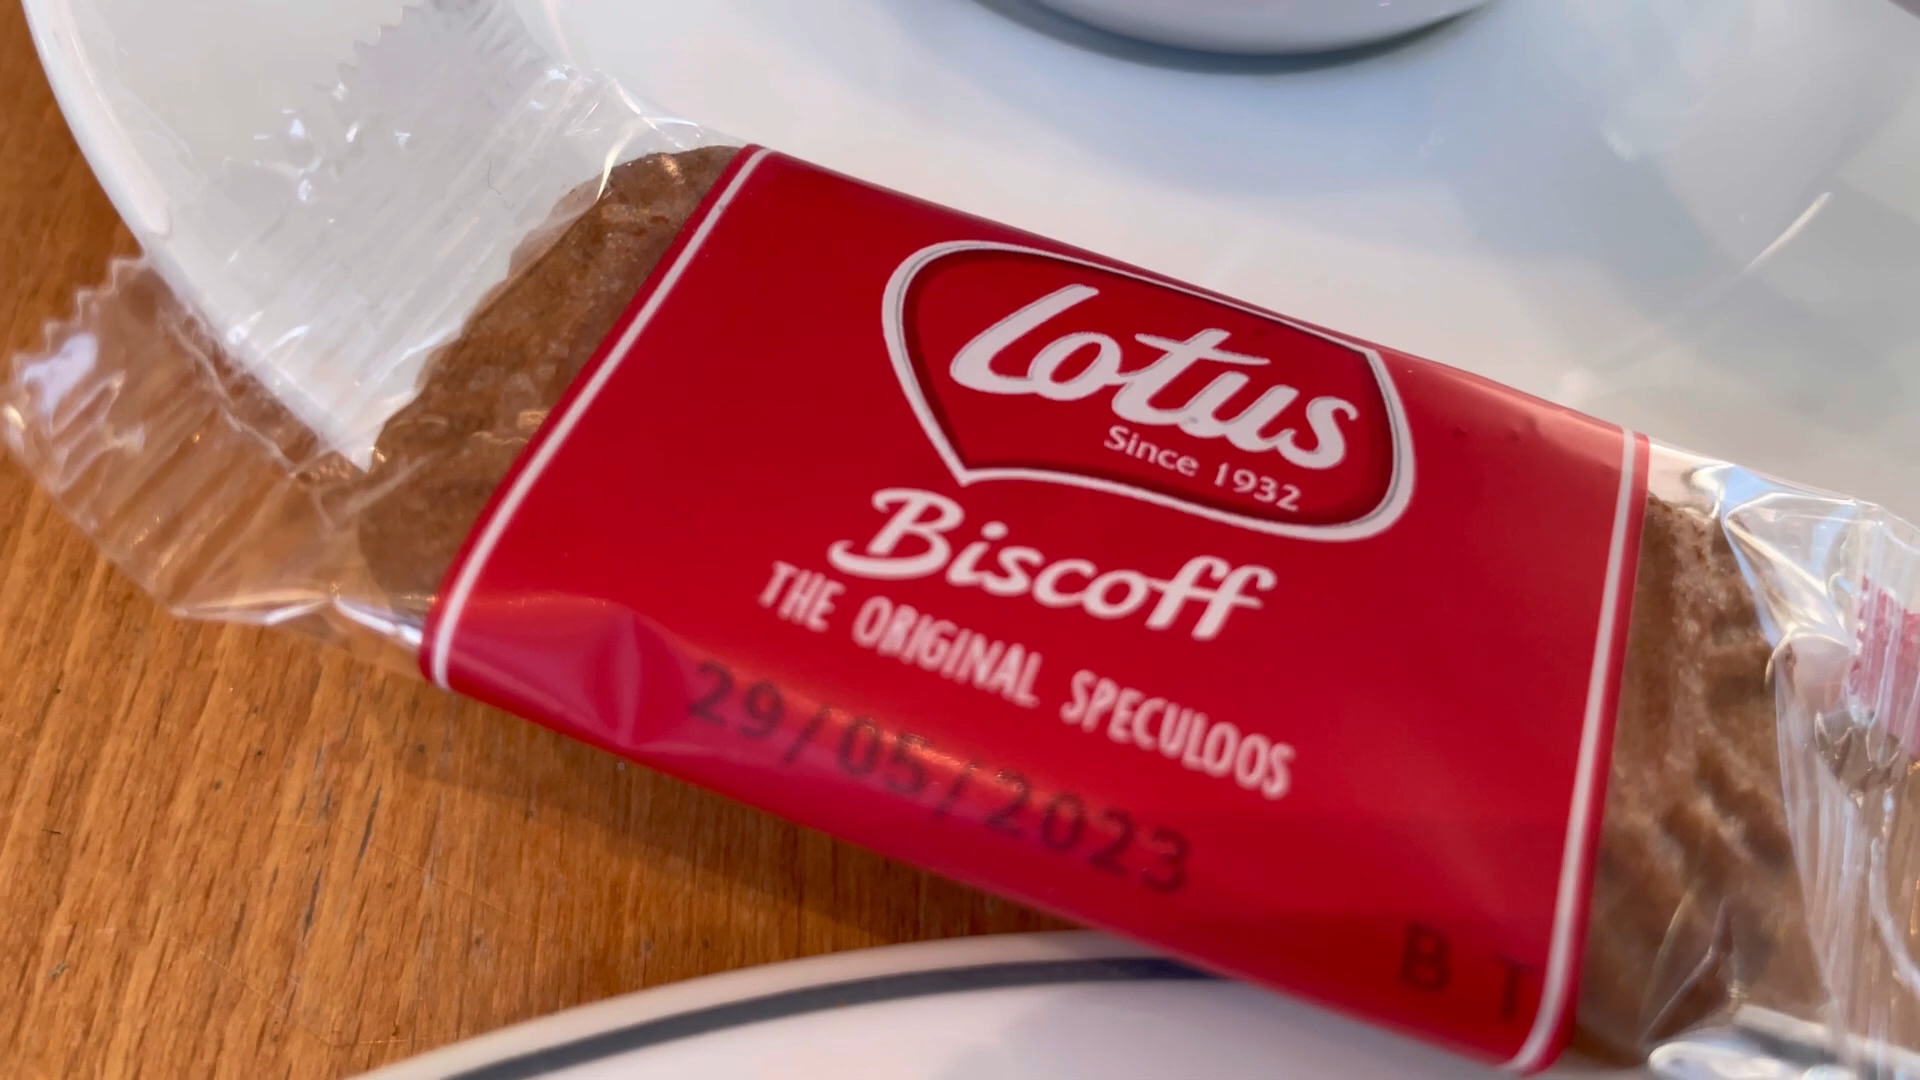 Lotus
Since 1932
Biscoff
THE ORIGINAL SPECULOOS
29/05/2023
B T